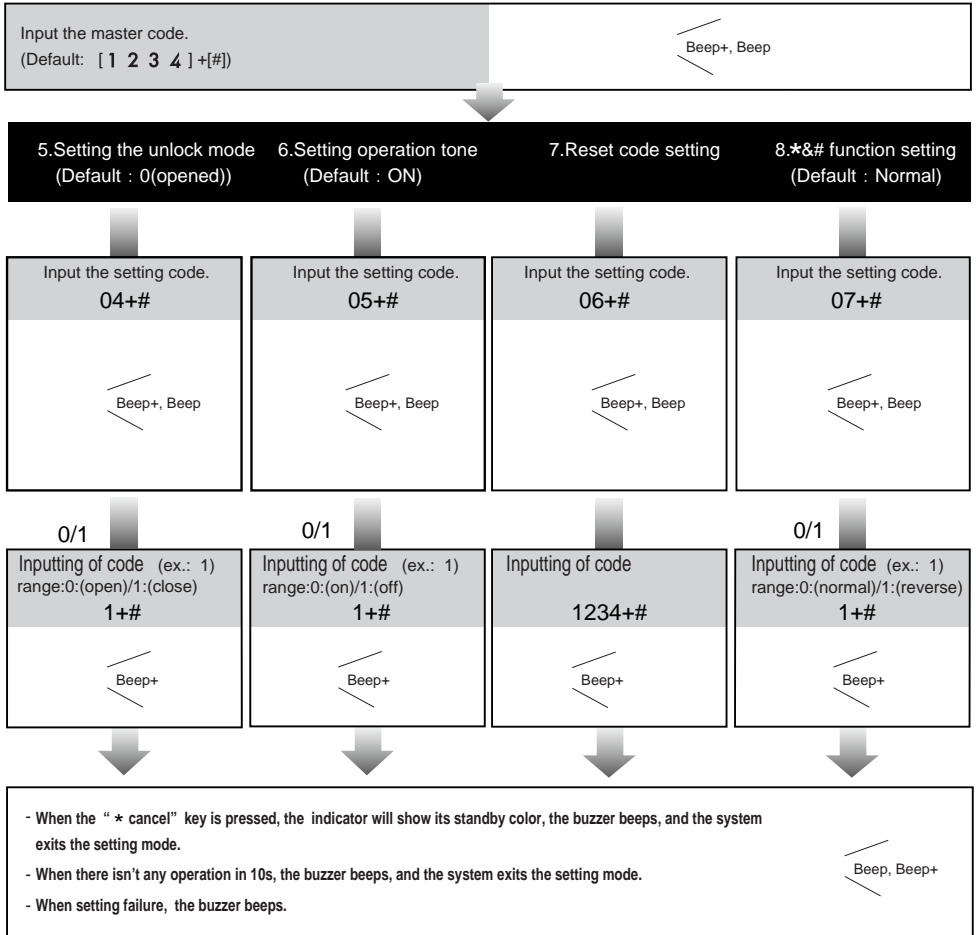 Input the master code.
(Default: [ 1 2 3 4 ] +[#])
Beep+, Beep
5.Setting the unlock mode
(Default : 0(opened))
6.Setting operation tone
(Default : ON)
7.Reset code setting
8.*&# function setting
(Default : Normal)
Input the setting code.
04+#
Beep+, Beep
Input the setting code.
05+#
Beep+, Beep
Input the setting code.
06+#
Beep+, Beep
Input the setting code.
07+#
Beep+, Beep
0/1
Inputting of code (ex.: 1)
range:0:(open)/1:(close)
1+#
Beep+
0/1
Inputting of code (ex.: 1)
range:0:(on)/1:(off)
1+#
Beep+
Inputting of code
1234+#
Beep+
0/1
Inputting of code (ex.: 1)
range:0:(normal)/1:(reverse)
1+#
Beep+
- When the “ * cancel” key is pressed, the indicator will show its standby color, the buzzer beeps, and the system
exits the setting mode.
- When there isn’t any operation in 10s, the buzzer beeps, and the system exits the setting mode.
- When setting failure, the buzzer beeps.
Beep, Beep+